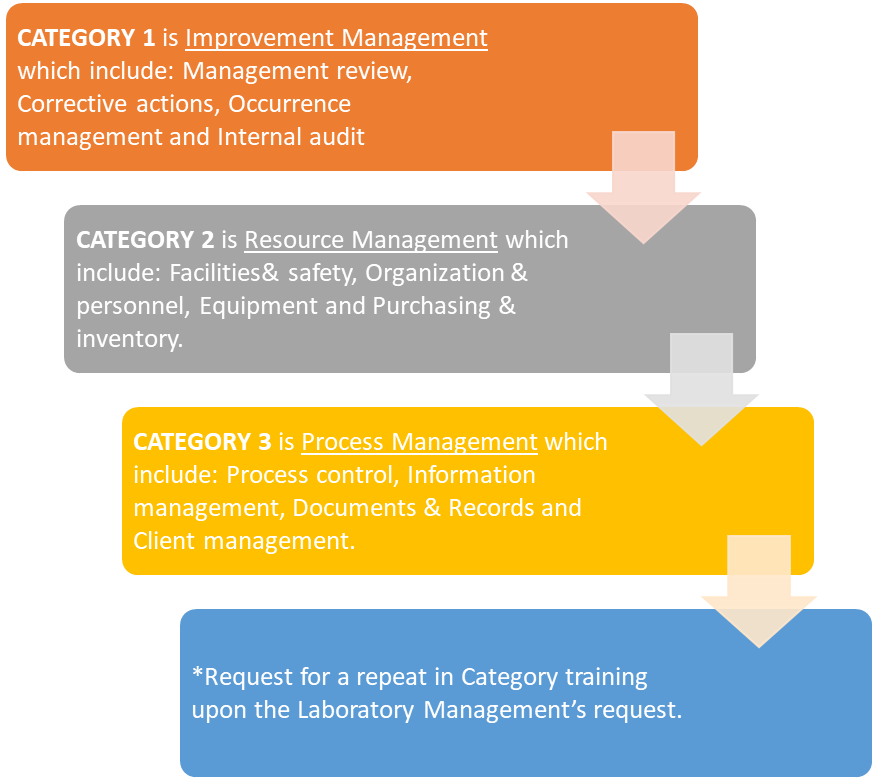 CATEGORY 1 is Improvement Management
which include: Management review,
Corrective actions, Occurrence
management and Internal audit
CATEGORY 2 is Resource Management which
include: Facilities& safety, Organization &
personnel, Equipment and Purchasing &
inventory.
CATEGORY 3 is Process Management which
include: Process control, Information
management, Documents & Records and
Client management.
*Request for a repeat in Category training
upon the Laboratory Management’s request.